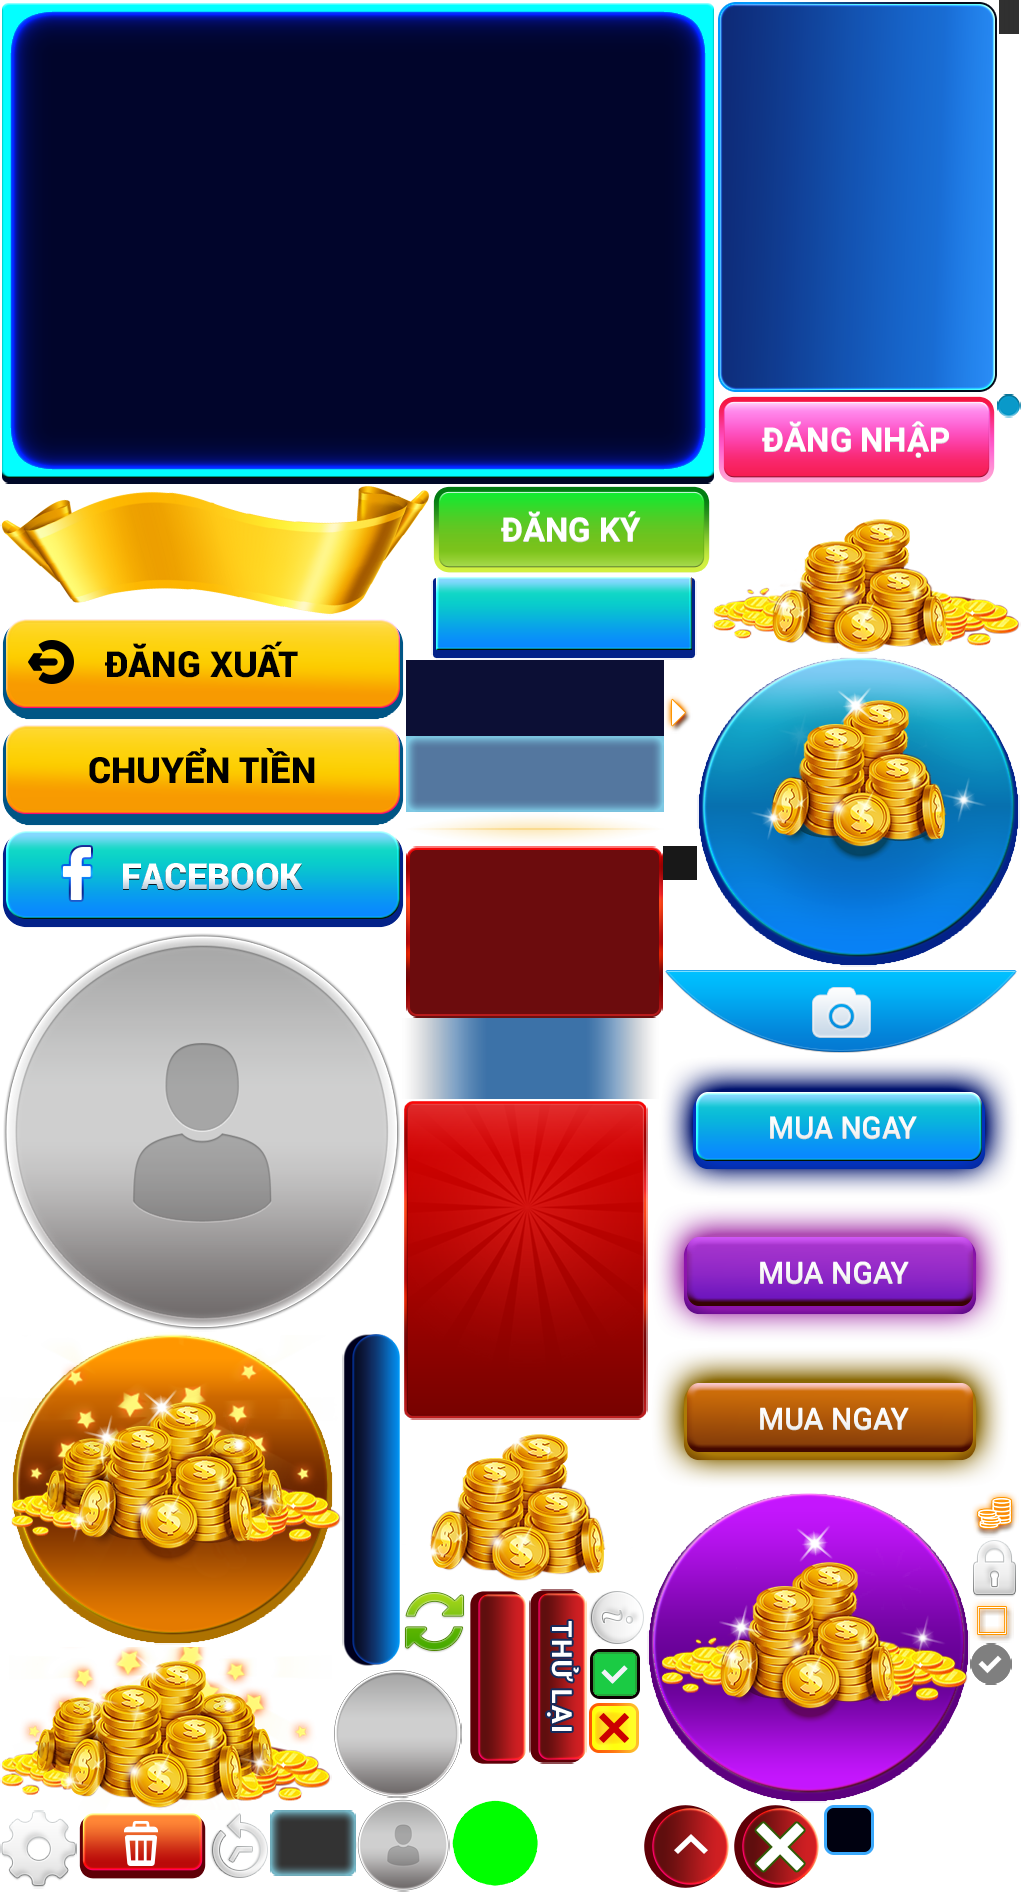 ĐĂNG NHẬP
ĐĂNG KÝ
ĐĂNG XUẤT
CHUYỂN TIỀN
FACEBOOK
MUA NGAY
MUA NGAY
MUA NGAY
THỬ LẠI